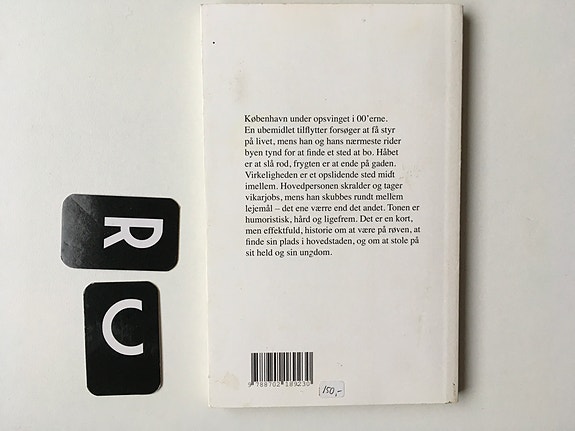 København under opsvinget i 00'erne.
En ubemidlet tilflytter forsøger at få styr
på livet, mens han og hans nærmeste rider
byen tynd for at finde et sted at bo. Håbet
er at slå rod, frygten er at ende på gaden.
Virkeligheden er et opslidende sted midt
imellem. Hovedpersonen skralder og tager
vikarjobs, mens han skubbes rundt mellem
lejemål – det ene værre end det andet. Tonen er
humoristisk, hård og ligefrem. Det er en kort,
men effektfuld, historie om at være på røven, at
finde sin plads i hovedstaden, og om at stole på
sit held og sin ungdom.
R
C
9 788702 189230
150,-